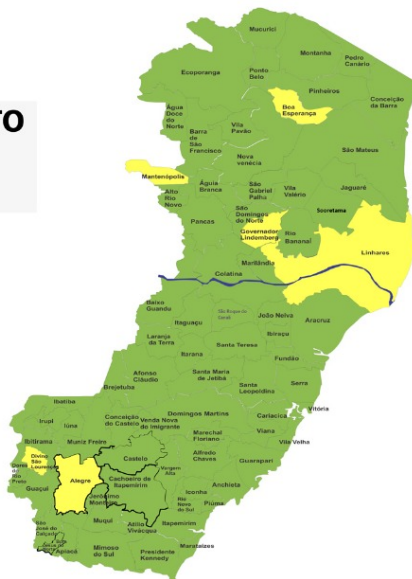 TO
Mucurici
Montanha
Pedro
Canário
Ecoporanga
Ponto
Belo
Pinheiros
Conceição
da Barra
Boa
Esperança
Água
Doce
do
Norte
Barra
de
São
Francisco
Vila
Pavão
São Mateus
Nova
venécia
Mantenópolis
Alto
Rio
Novo
Águia
Branca
São
Gabriel
Palha
Vila
Valério
Jaguaré
Pancas
São
Domingos
do Norte
Sooretama
Governador
Lindemberg
Rio
Bananal
Linhares
Marilândia
Colatina
Baixo
Guandu
São Roque do
João Neiva
Aracruz
Itaguaçu
Laranja
da Terra
Ibiraçu
Santa Teresa
Itarana
Fundão
Afonso
Cláudio
Santa Maria
de Jetibá
Brejetuba
Santa
Leopoldina
Serra
Ibatiba
Conceição
do Castelo
Venda Nova
do Imigrante
Domingos Martins
Cariacica
Vitória
Irupi
Iúna
Marechal
Floriano
Viana
Vila Velha
Ibitirama
Muniz Freire
Divino
São
Lourenço
Castelo
Vargem
Alta
Alfredo
Chaves
Guarapari
Guaçuí
Alegre
Cachoeiro de
Itapemirim
Anchieta
Jerônimo
Monteiro
Iconha
Rio
Novo
do Sul
Piúma
São
José do
Calçado
Muqui
Atílio
Vivácqua
Itapemirim
Apiacá
Mimoso
do Sul
Presidente
Kennedy
Marataízes